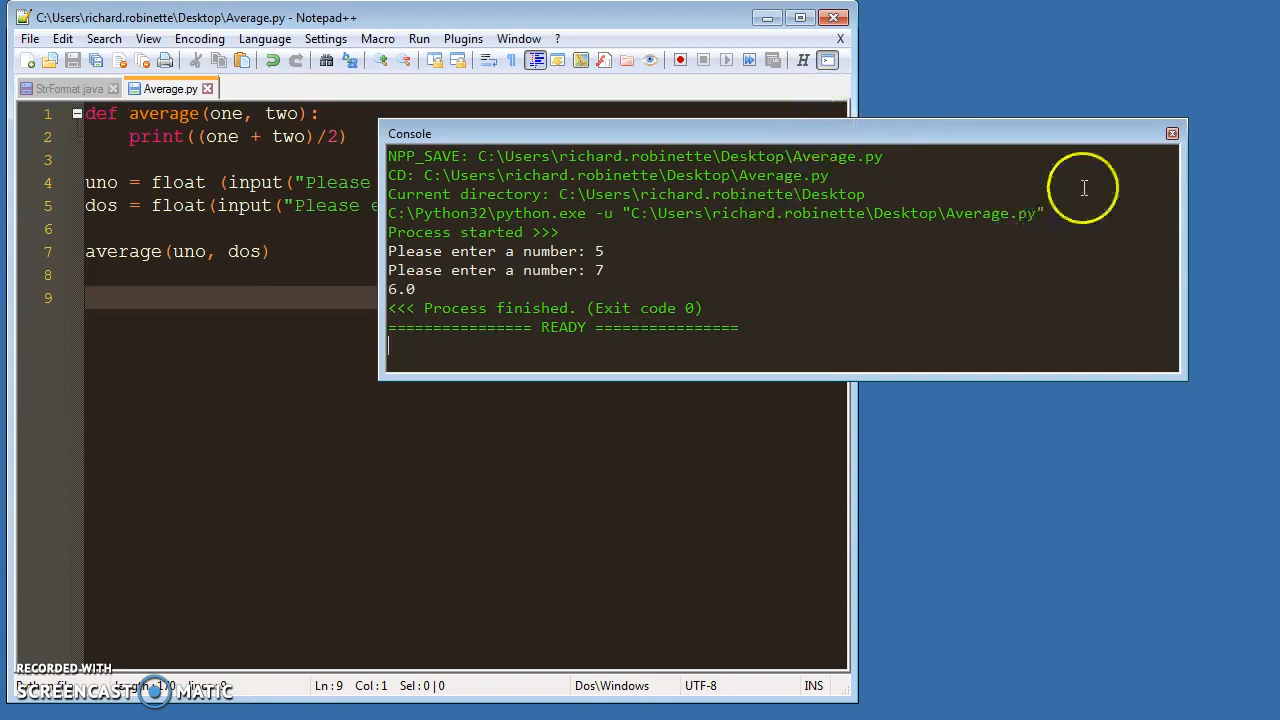 C:\Users\richard.robinette\Desktop\Average.py - Notepad++
File Edit Search View Encoding Language Settings Macro Run Plugins Window ? X
StrFormat.java Average.py
1 def average(one, two):
2 print((one + two)/2)
3
4 uno = float (input("Please
5 dos = float(input("Please e
6
7 average(uno, dos)
8
9
Console
NPP_SAVE: C:\Users\richard.robinette\Desktop\Average.py
CD: C:\Users\richard.robinette\Desktop\Average.py
Current directory: C:\Users\richard.robinette\Desktop
C:\Python32\python.exe -u "C:\Users\richard.robinette\Desktop\Average.py"
Process started >>>
Please enter a number: 5
Please enter a number: 7
6.0
<<< Process finished. (Exit code 0)
================ READY ================
RECORDED WITH
SCREENCAST MATIC
Ln : 9 Col : 1 Sel : 0 | 0 Dos\Windows UTF-8 INS